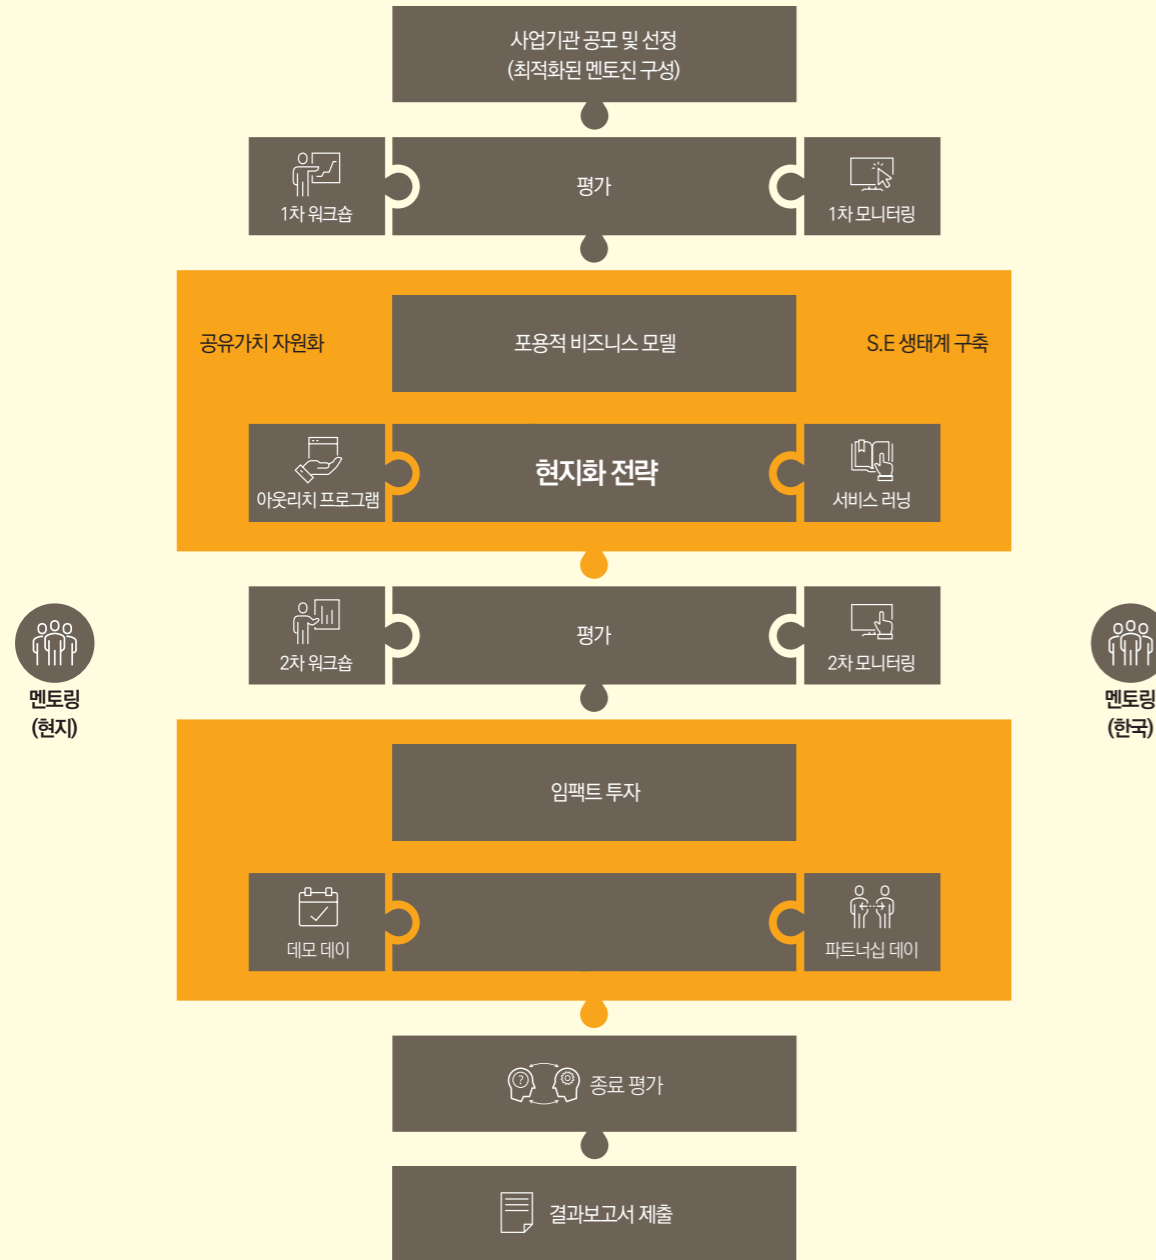 사업기관 공모 및 선정
(최적화된 멘토진 구성)
1차 워크숍
평가
1차 모니터링
공유가치 자원화
포용적 비즈니스 모델
S.E 생태계 구축
아웃리치 프로그램
현지화 전략
서비스 러닝
2차 워크숍
평가
2차 모니터링
멘토링
(현지)
멘토링
(한국)
임팩트 투자
데모 데이
파트너십 데이
종료 평가
결과보고서 제출